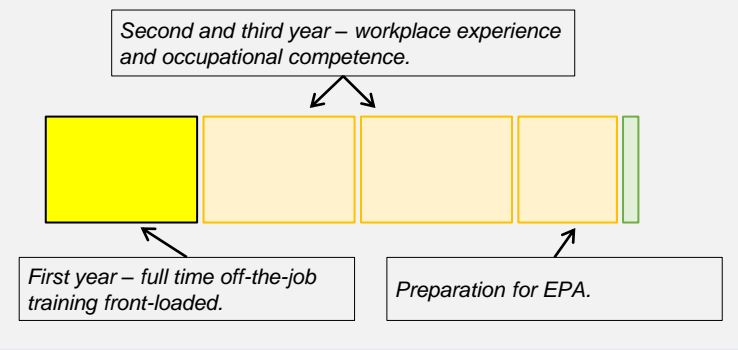 Second and third year – workplace experience
and occupational competence.
First year – full time off-the-job
training front-loaded.
Preparation for EPA.